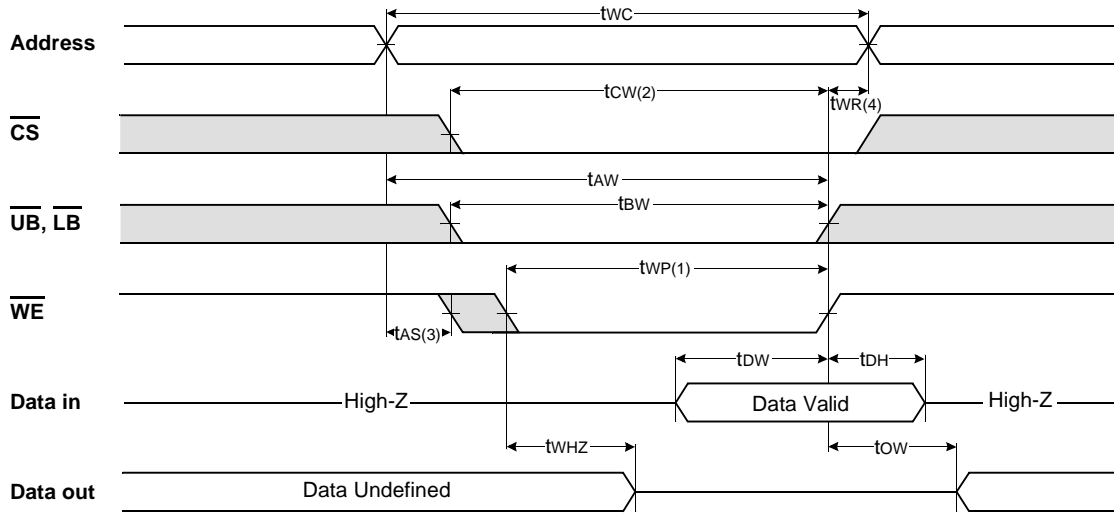 tWC
Address
tCW(2)
tWR(4)
CS
tAW
tBW
UB, LB
tWP(1)
WE
tAS(3)
tDW
tDH
Data in
High-Z
Data Valid
High-Z
tWHZ
tOW
Data out
Data Undefined